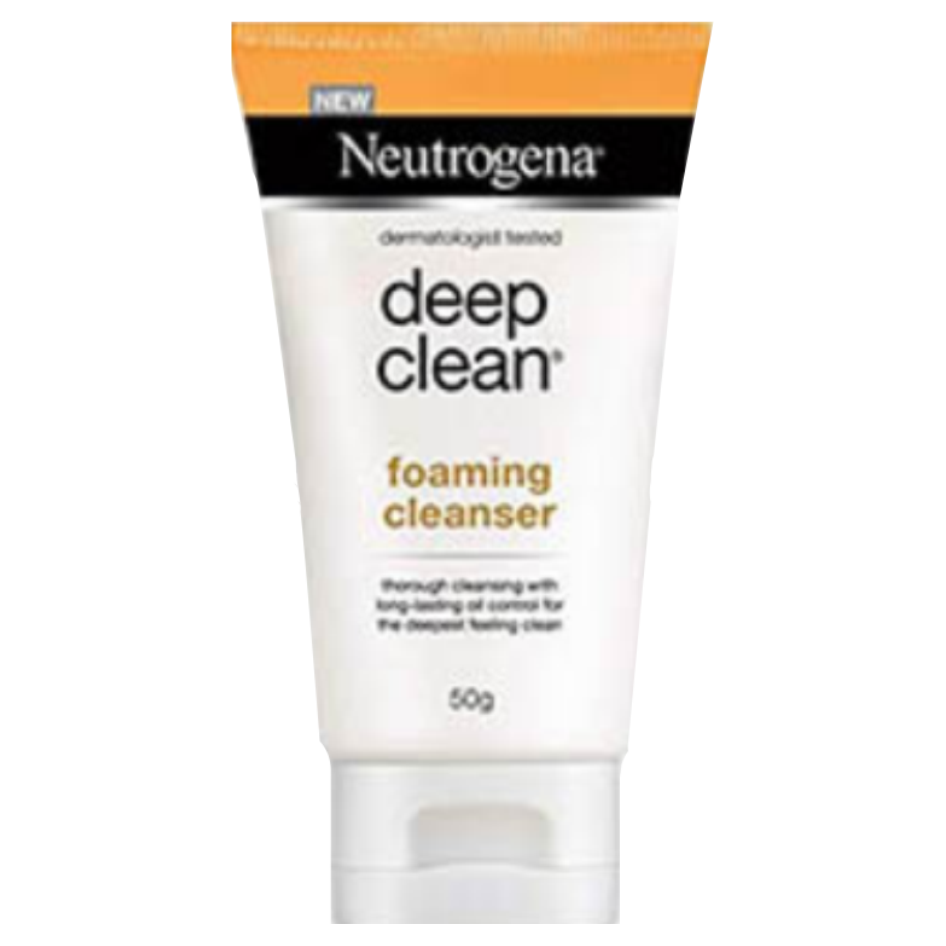 NEW
Neutrogena®
dermatologist tested
deep
clean®
foaming
cleanser
thorough cleansing with
long-lasting oil control for
the deepest feeling clean
50g